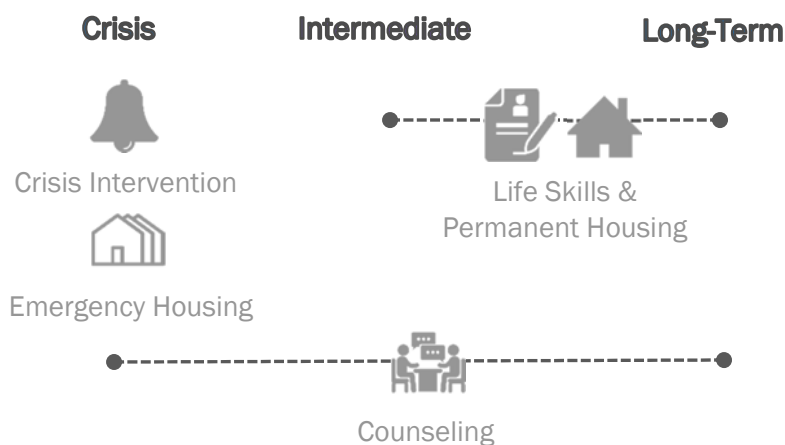 Crisis
Intermediate
Long-Term
Crisis Intervention
Life Skills &
Permanent Housing
Emergency Housing
Counseling